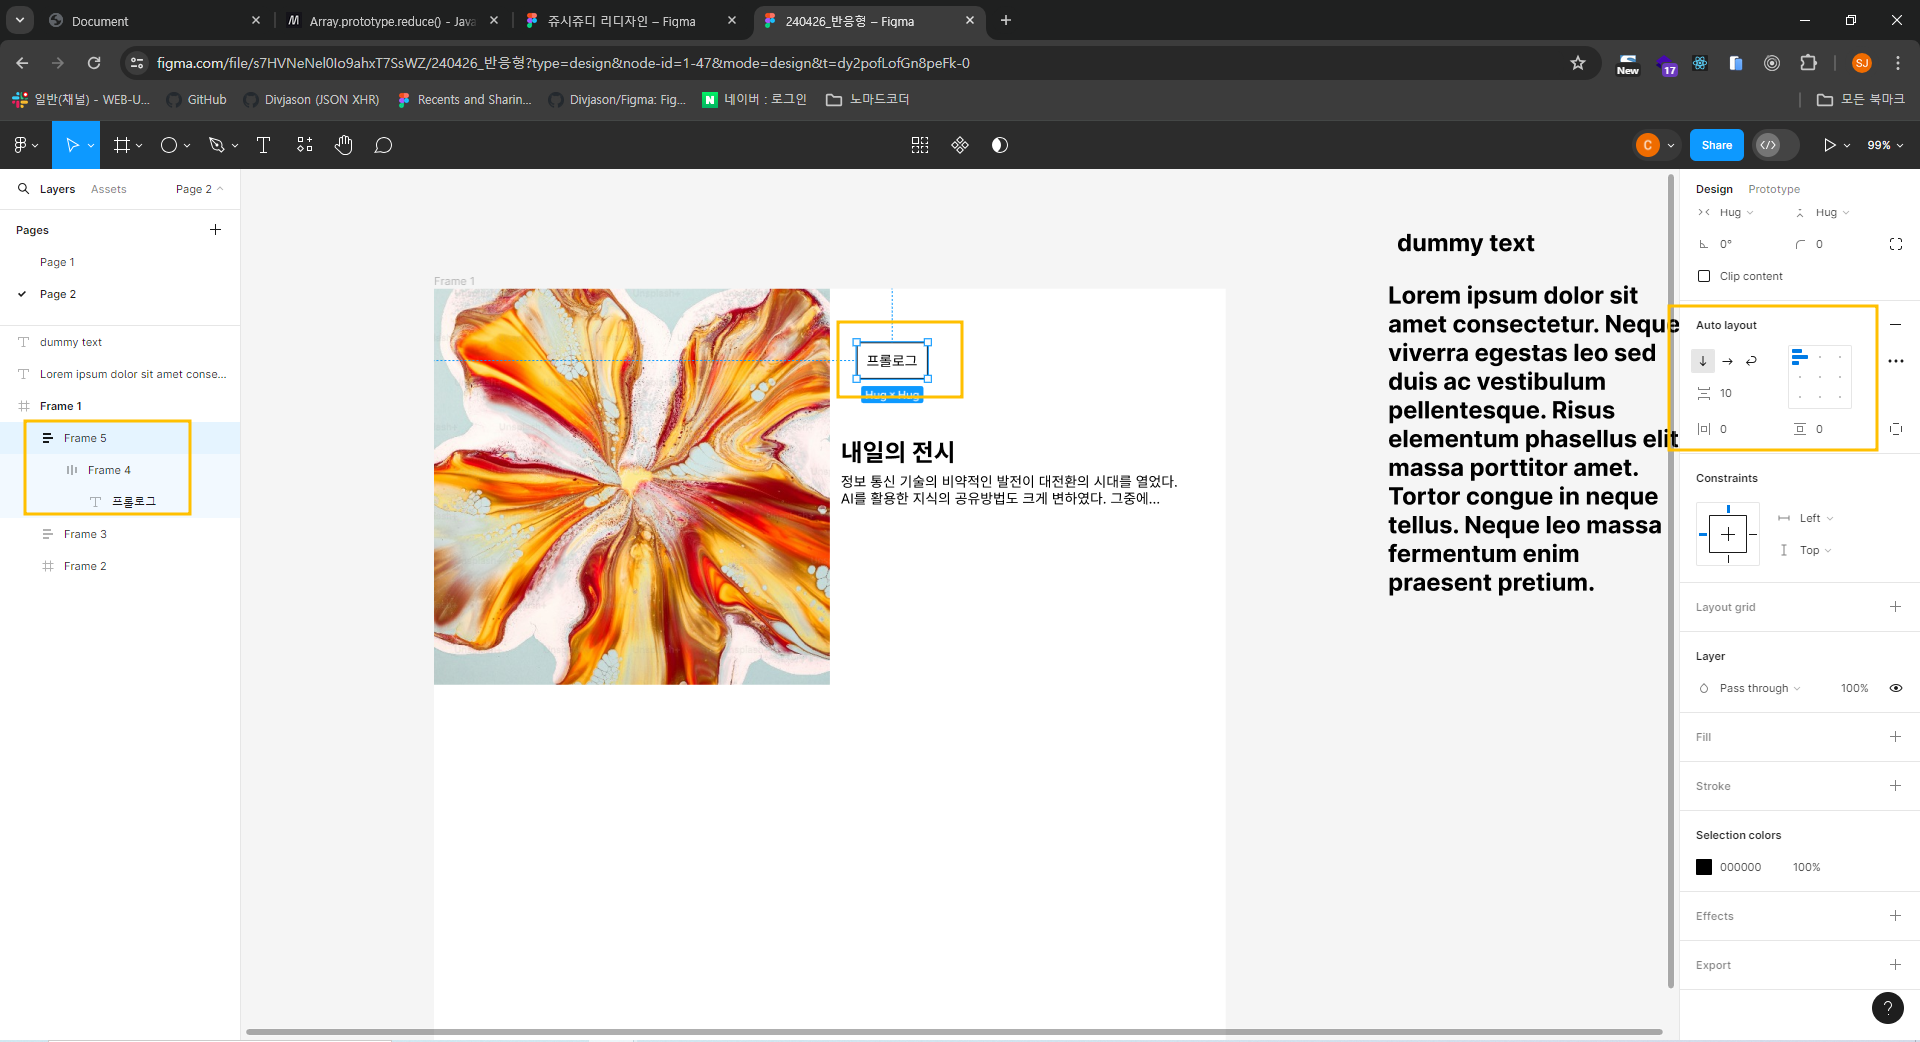 Document
Array.prototype.reduce() - Java
쥬시쥬디 리디자인 – Figma
240426_반응형 – Figma
figma.com/file/s7HVNeNel0Io9ahxT7SsWZ/240426_반응형?type=design&node-id=1-47&mode=design&t=dy2pofLofGn8peFk-0
New
17
SJ
일반(채널) - WEB-U...
GitHub
Divjason (JSON XHR)
Recents and Sharin...
Divjason/Figma: Fig...
N
네이버 : 로그인
노마드코더
모든 북마크
C
Share
99%
Layers
Assets
Page 2
Pages
Page 1
Page 2
dummy text
Lorem ipsum dolor sit amet conse...
Frame 1
Frame 5
Frame 4
프롤로그
Frame 3
Frame 2
Frame 1
프롤로그
Hug × Hug
내일의 전시
정보 통신 기술의 비약적인 발전이 대전환의 시대를 열었다.
AI를 활용한 지식의 공유방법도 크게 변하였다. 그중에...
dummy text
Lorem ipsum dolor sit
amet consectetur. Neque
viverra egestas leo sed
duis ac vestibulum
pellentesque. Risus
elementum phasellus elit
massa porttitor amet.
Tortor congue in neque
tellus. Neque leo massa
fermentum enim
praesent pretium.
Design
Prototype
Hug
Hug
0°
0
Clip content
Auto layout
10
0
0
Constraints
Left
Top
Layout grid
Layer
Pass through
100%
Fill
Stroke
Selection colors
000000
100%
Effects
Export
?